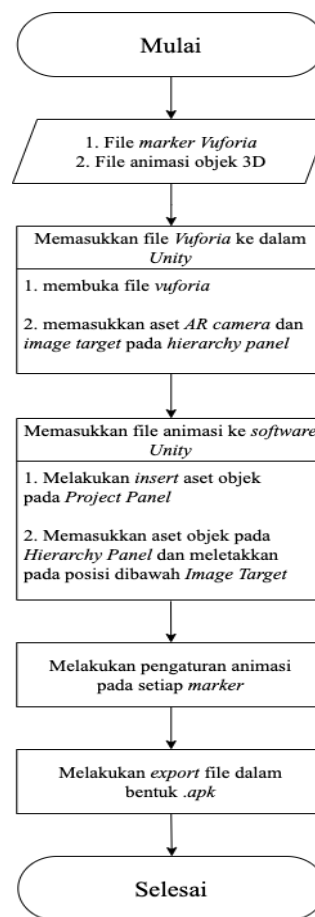 Mulai
1. File marker Vuforia
2. File animasi objek 3D
Memasukkan file Vuforia ke dalam
Unity
1. membuka file vuforia
2. memasukkan aset AR camera dan
image target pada hierarchy panel
Memasukkan file animasi ke software
Unity
1. Melakukan insert aset objek
pada Project Panel
2. Memasukkan aset objek pada
Hierarchy Panel dan meletakkan
pada posisi dibawah Image Target
Melakukan pengaturan animasi
pada setiap marker
Melakukan export file dalam
bentuk .apk
Selesai